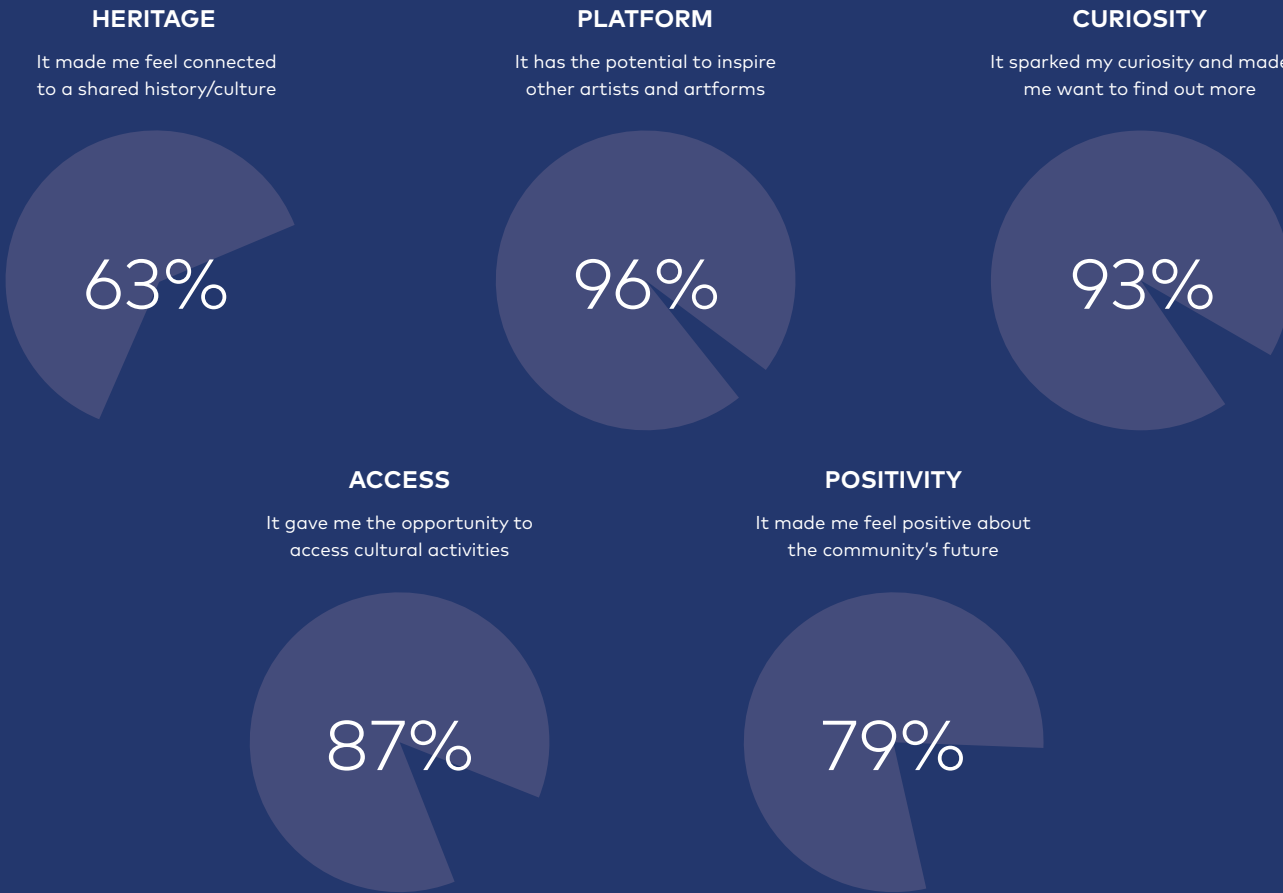 HERITAGE
It made me feel connected
to a shared history/culture
63%
PLATFORM
It has the potential to inspire
other artists and artforms
96%
CURIOSITY
It sparked my curiosity and made
me want to find out more
93%
ACCESS
It gave me the opportunity to
access cultural activities
87%
POSITIVITY
It made me feel positive about
the community’s future
79%